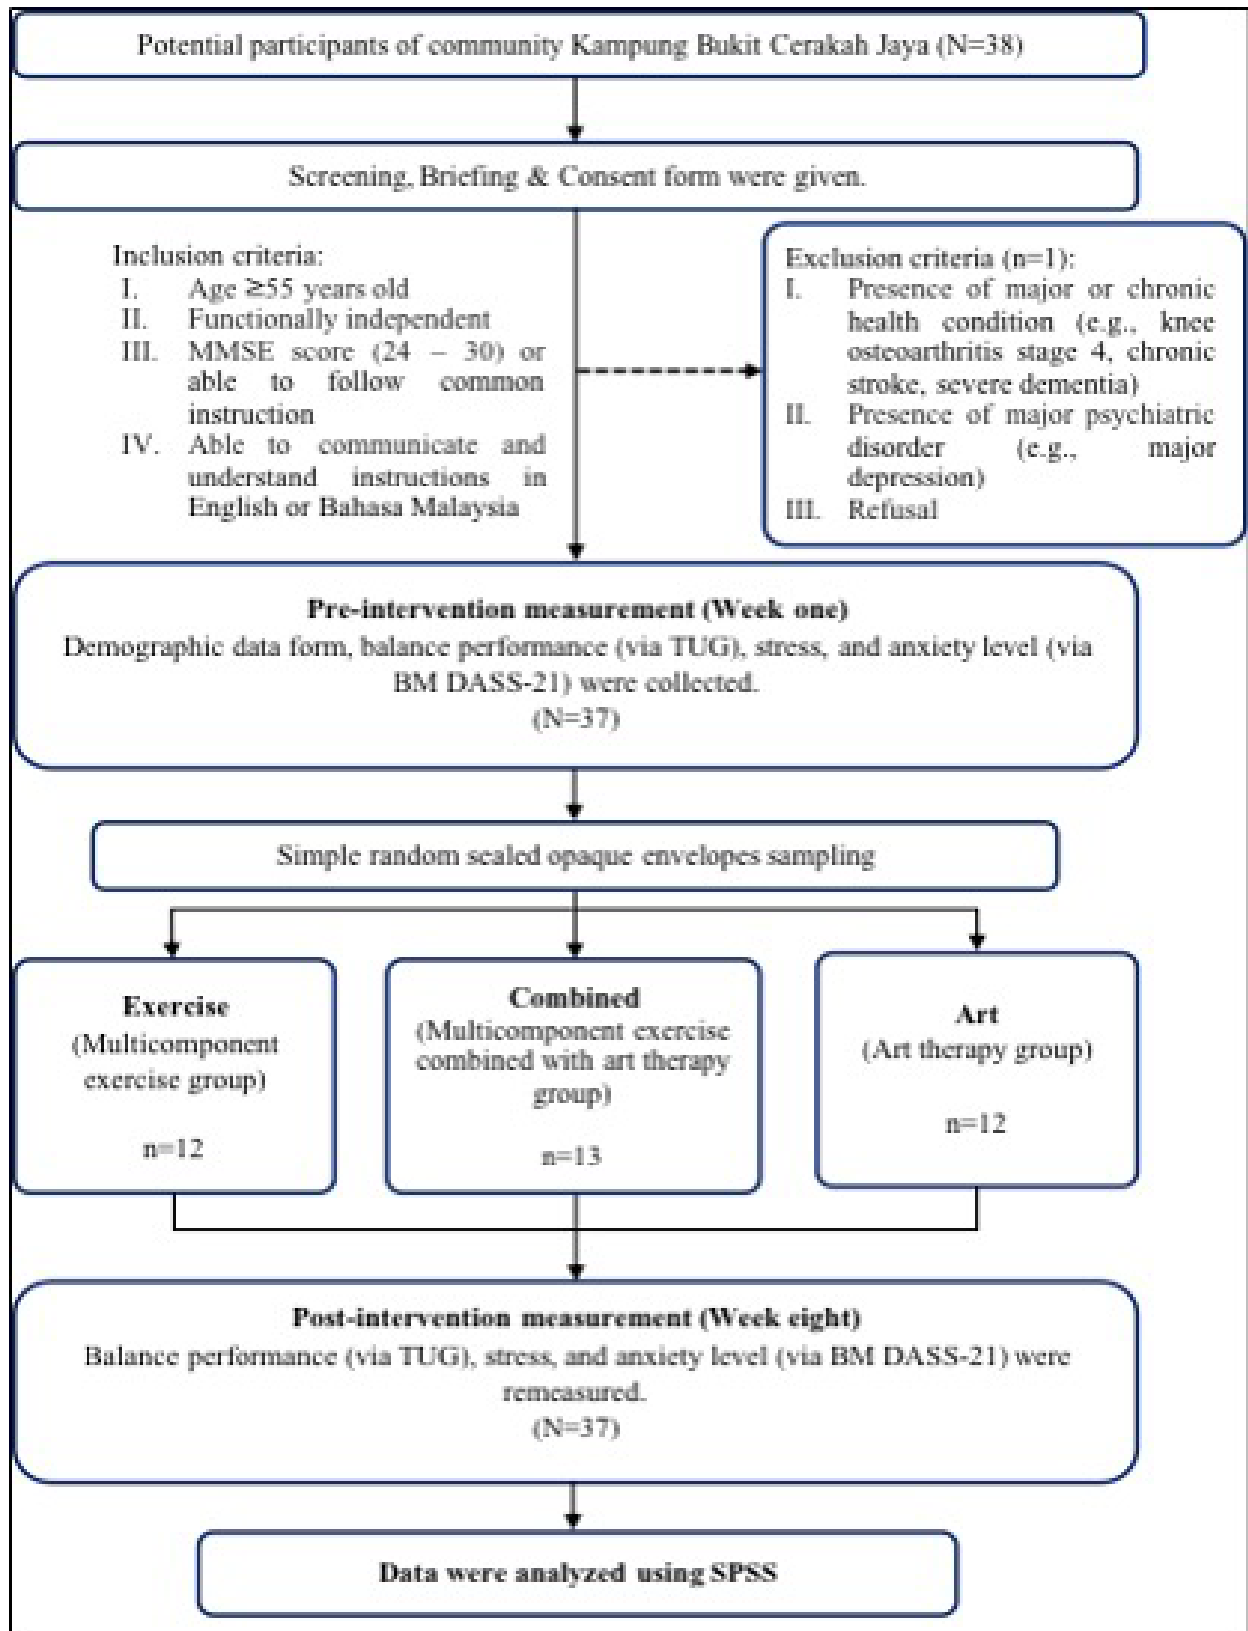 Potential participants of community Kampung Bukit Cerakah Jaya (N=38)
Screening, Briefing & Consent form were given.
Inclusion criteria:
I. Age ≥55 years old
II. Functionally independent
III. MMSE score (24 – 30) or
able to follow common
instruction
IV. Able to communicate and
understand instructions in
English or Bahasa Malaysia
Exclusion criteria (n=1):
I. Presence of major or chronic
health condition (e.g., knee
osteoarthritis stage 4, chronic
stroke, severe dementia)
II. Presence of major psychiatric
disorder (e.g., major
depression)
III. Refusal
Pre-intervention measurement (Week one)
Demographic data form, balance performance (via TUG), stress, and anxiety level (via
BM DASS-21) were collected.
(N=37)
Simple random sealed opaque envelopes sampling
Exercise
(Multicomponent
exercise group)
n=12
Combined
(Multicomponent exercise
combined with art therapy
group)
n=13
Art
(Art therapy group)
n=12
Post-intervention measurement (Week eight)
Balance performance (via TUG), stress, and anxiety level (via BM DASS-21) were
remeasured.
(N=37)
Data were analyzed using SPSS